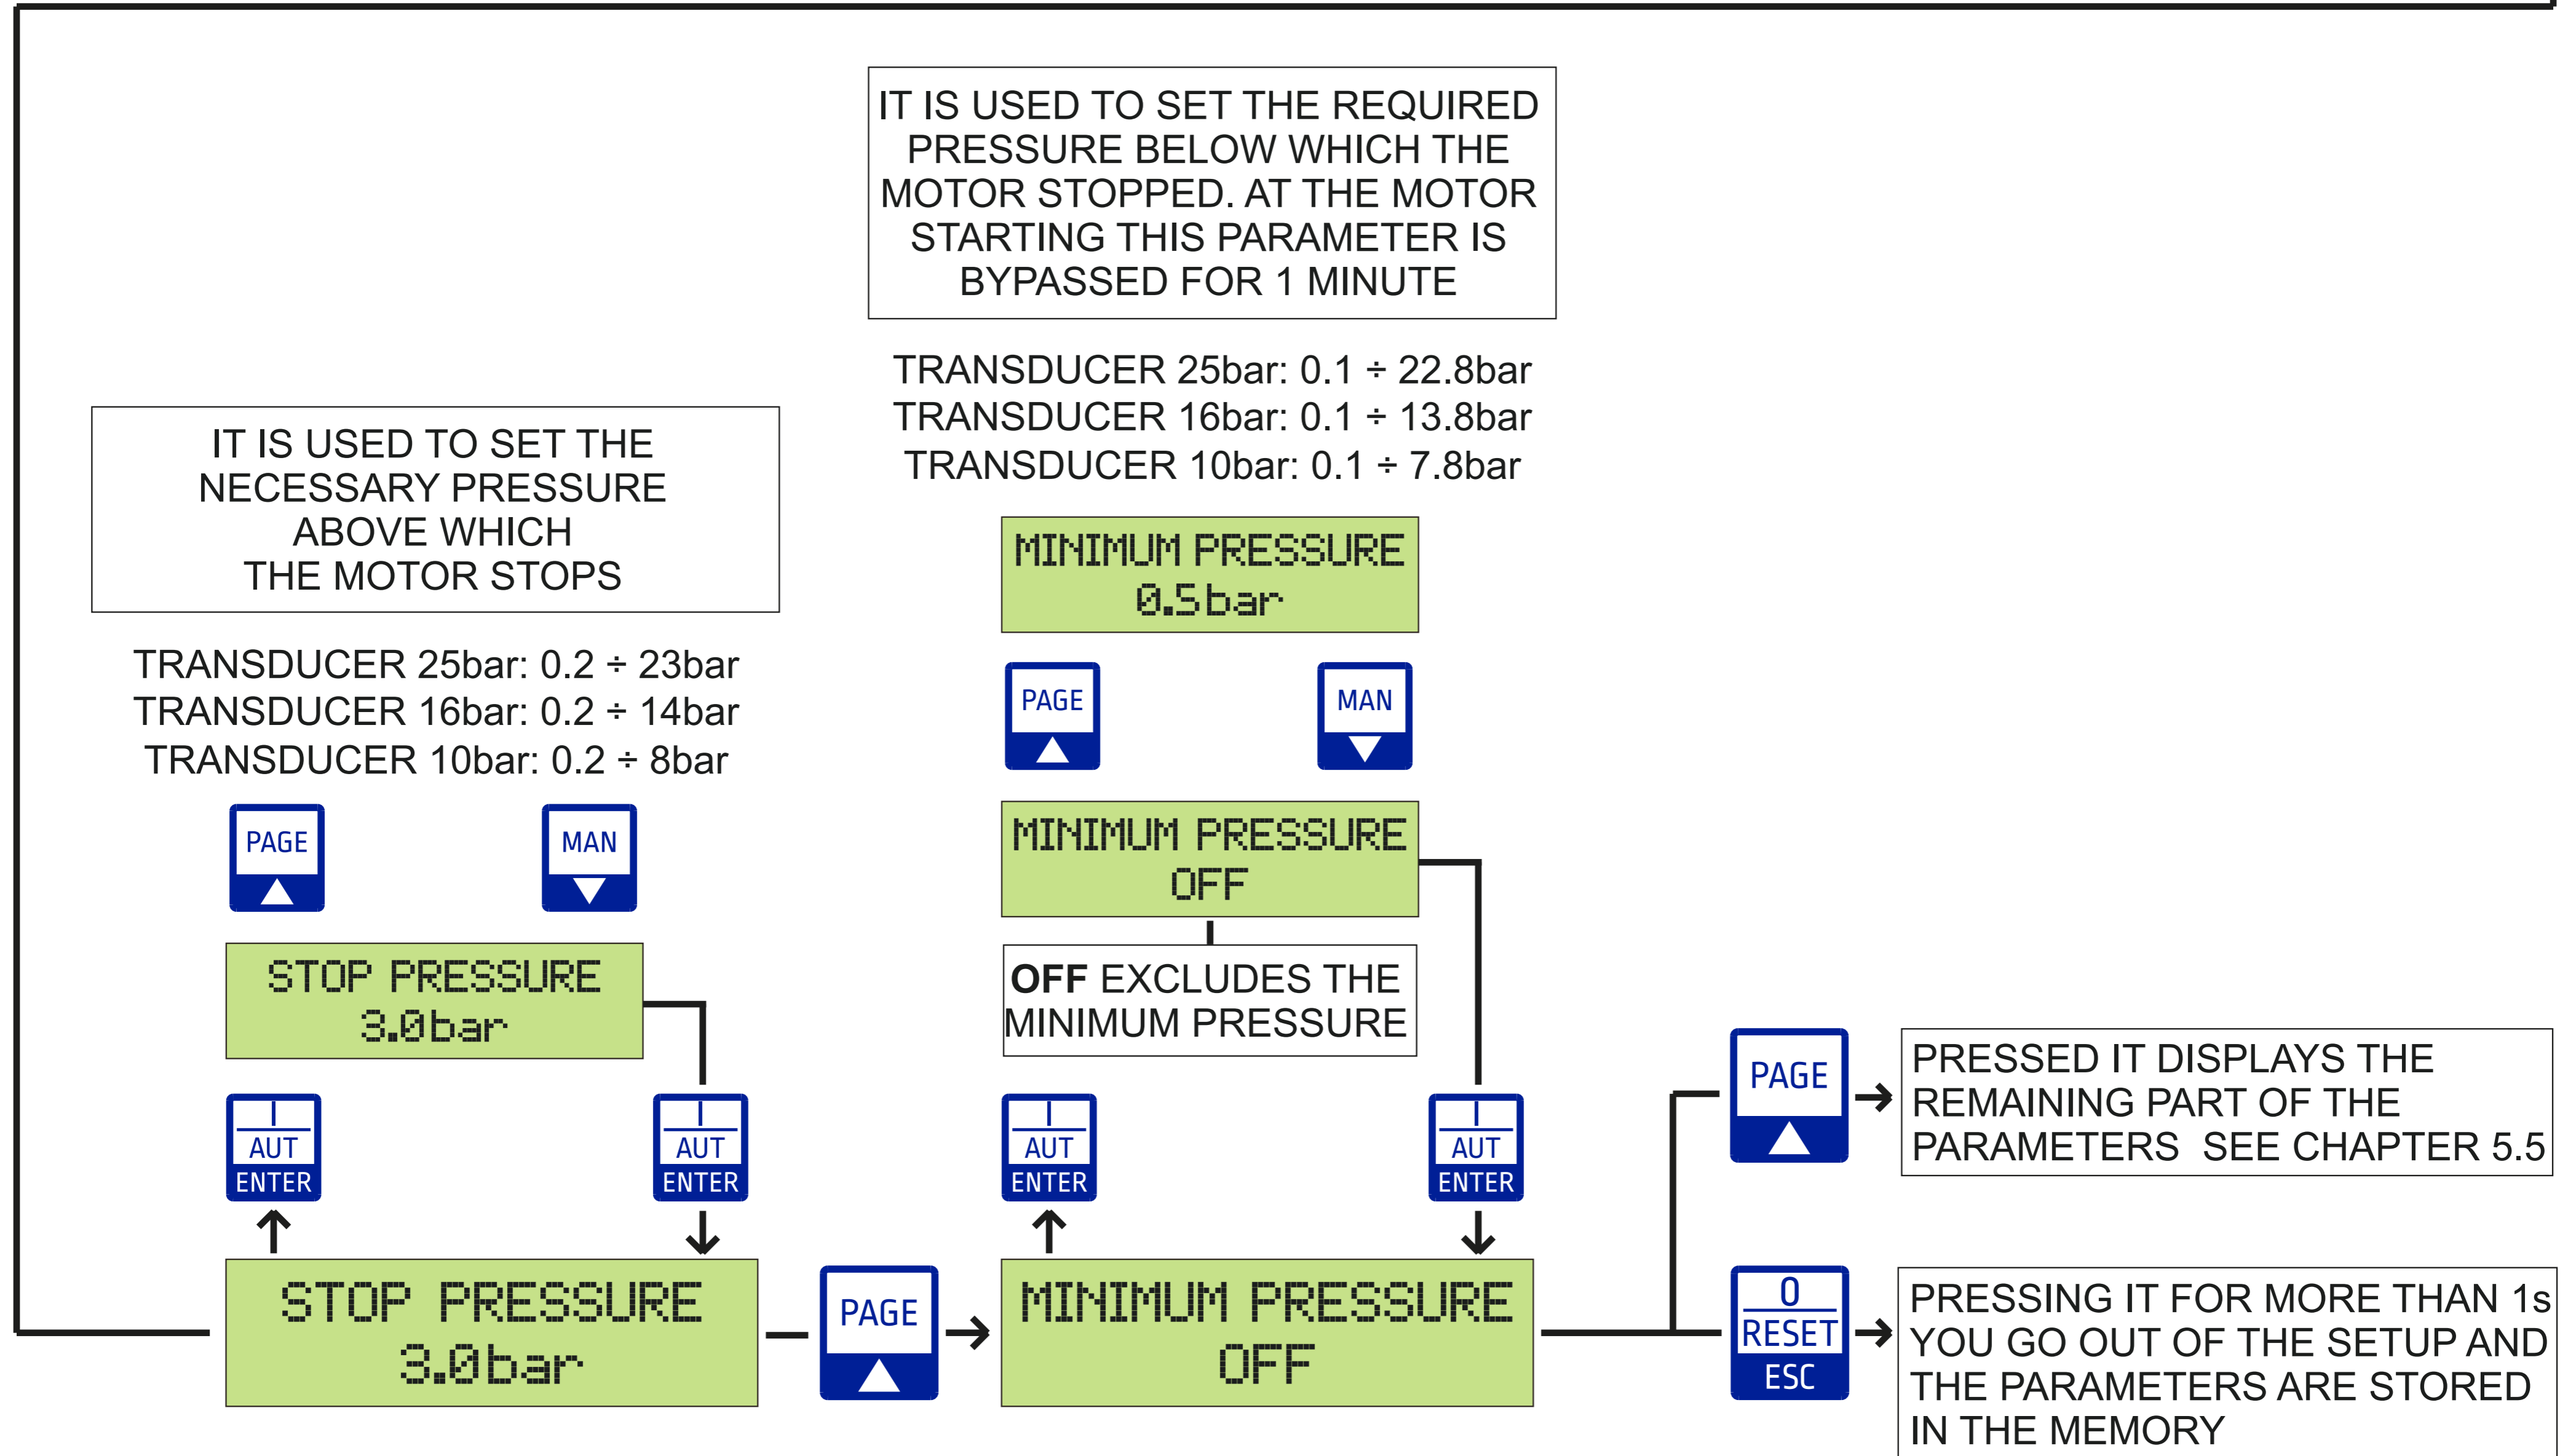 IT IS USED TO SET THE REQUIRED
PRESSURE BELOW WHICH THE
MOTOR STOPPED. AT THE MOTOR
STARTING THIS PARAMETER IS
BYPASSED FOR 1 MINUTE
TRANSDUCER 25bar: 0.1 ÷ 22.8bar
TRANSDUCER 16bar: 0.1 ÷ 13.8bar
TRANSDUCER 10bar: 0.1 ÷ 7.8bar
IT IS USED TO SET THE
NECESSARY PRESSURE
ABOVE WHICH
THE MOTOR STOPS
TRANSDUCER 25bar: 0.2 ÷ 23bar
TRANSDUCER 16bar: 0.2 ÷ 14bar
TRANSDUCER 10bar: 0.2 ÷ 8bar
MINIMUM PRESSURE
0.5bar
PAGE
MAN
PAGE
MAN
MINIMUM PRESSURE
OFF
STOP PRESSURE
3.0bar
OFF EXCLUDES THE
MINIMUM PRESSURE
I
AUT
ENTER
I
AUT
ENTER
I
AUT
ENTER
I
AUT
ENTER
PAGE
PRESSED IT DISPLAYS THE
REMAINING PART OF THE
PARAMETERS  SEE CHAPTER 5.5
STOP PRESSURE
3.0bar
PAGE
MINIMUM PRESSURE
OFF
0
RESET
ESC
PRESSING IT FOR MORE THAN 1s
YOU GO OUT OF THE SETUP AND
THE PARAMETERS ARE STORED
IN THE MEMORY